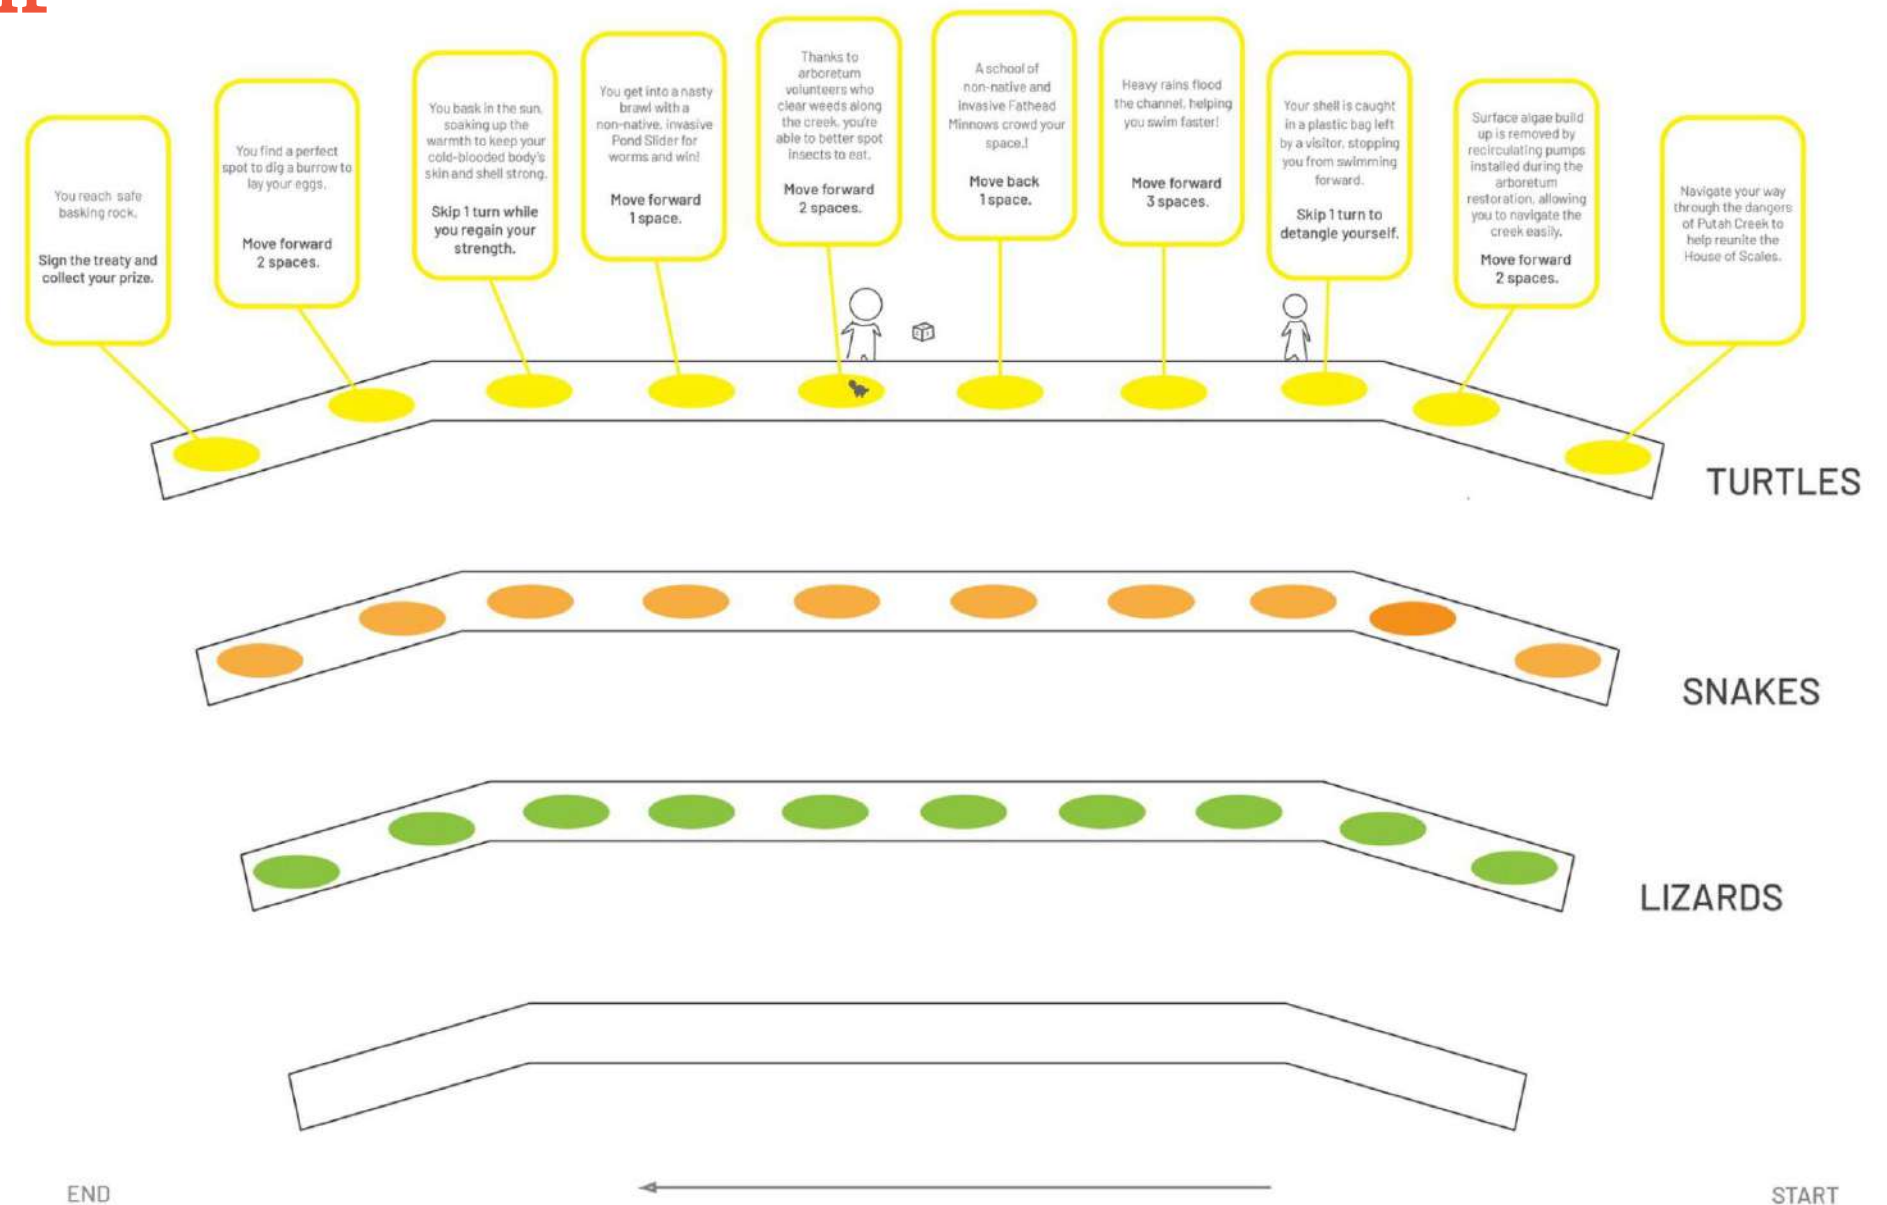 You reach safe
basking rock.
Sign the treaty and
collect your prize.
You find a perfect
spot to dig a burrow to
lay your eggs.
Move forward
2 spaces.
You bask in the sun,
soaking up the
warmth to keep your
cold-blooded body's
skin and shell strong.
Skip 1 turn while
you regain your
strength.
You get into a nasty
brawl with a
non-native, invasive
Pond Slider for
worms and win!
Move forward
1 space.
Thanks to
arboretum
volunteers who
clear weeds along
the creek, you're
able to better spot
insects to eat.
Move forward
2 spaces.
A school of
non-native and
invasive Fathead
Minnows crowd your
space.!
Move back
1 space.
Heavy rains flood
the channel, helping
you swim faster!
Move forward
3 spaces.
Your shell is caught
in a plastic bag left
by a visitor, stopping
you from swimming
forward.
Skip 1 turn to
detangle yourself.
Surface algae build
up is removed by
recirculating pumps
installed during the
arboretum
restoration, allowing
you to navigate the
creek easily.
Move forward
2 spaces.
Navigate your way
through the dangers
of Putah Creek to
help reunite the
House of Scales.
TURTLES
SNAKES
LIZARDS
END
START